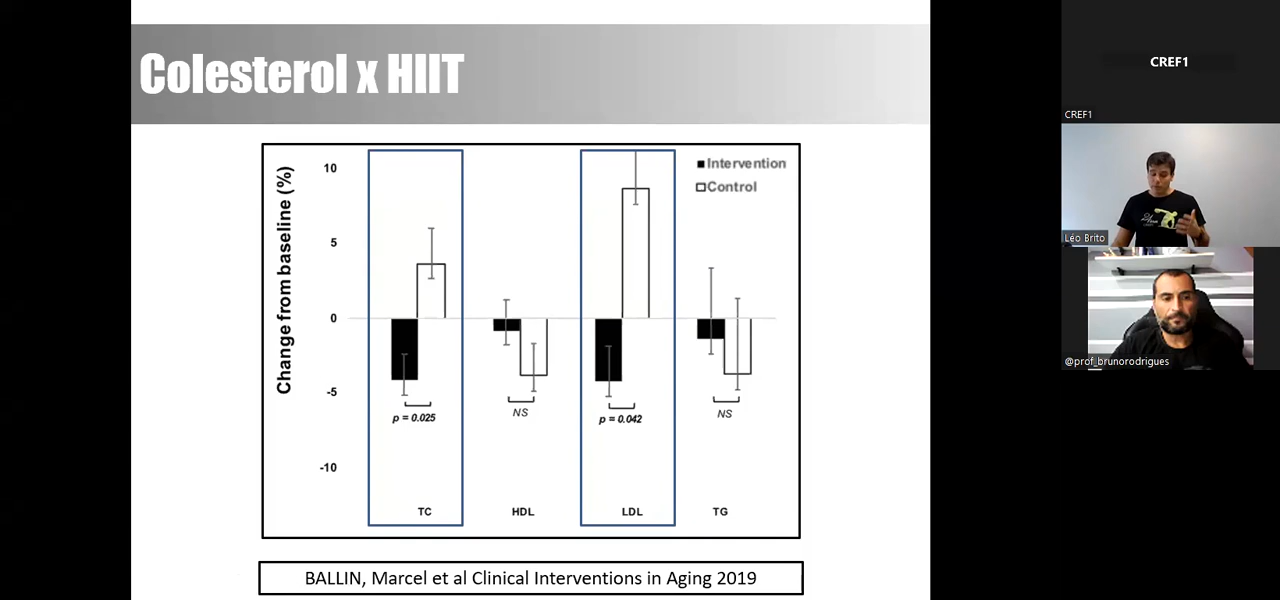 Colesterol x HIIT
Change from baseline (%)
10
5
0
-5
-10
Intervention
Control
p = 0.025
NS
p = 0.042
NS
TC
HDL
LDL
TG
BALLIN, Marcel et al Clinical Interventions in Aging 2019
CREF1
CREF1
Léo Brito
@prof_brunorodrigues